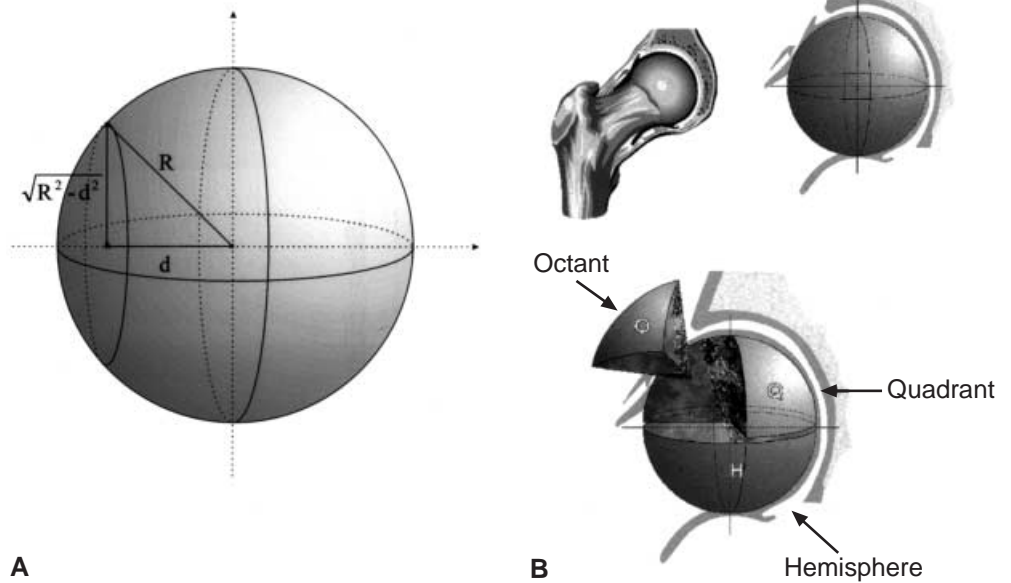 R
√R² - d²
d
A
Octant
O
Q
Quadrant
H
Hemisphere
B